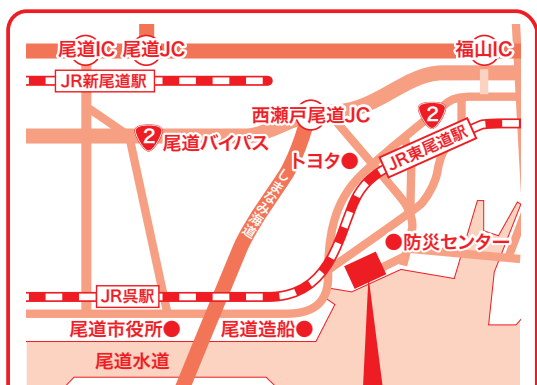 尾道IC
尾道JC
福山IC
JR新尾道駅
西瀬戸尾道JC
2
2
尾道バイパス
トヨタ
JR東尾道駅
しまなみ海道
防災センター
JR呉駅
尾道市役所
尾道造船
尾道水道